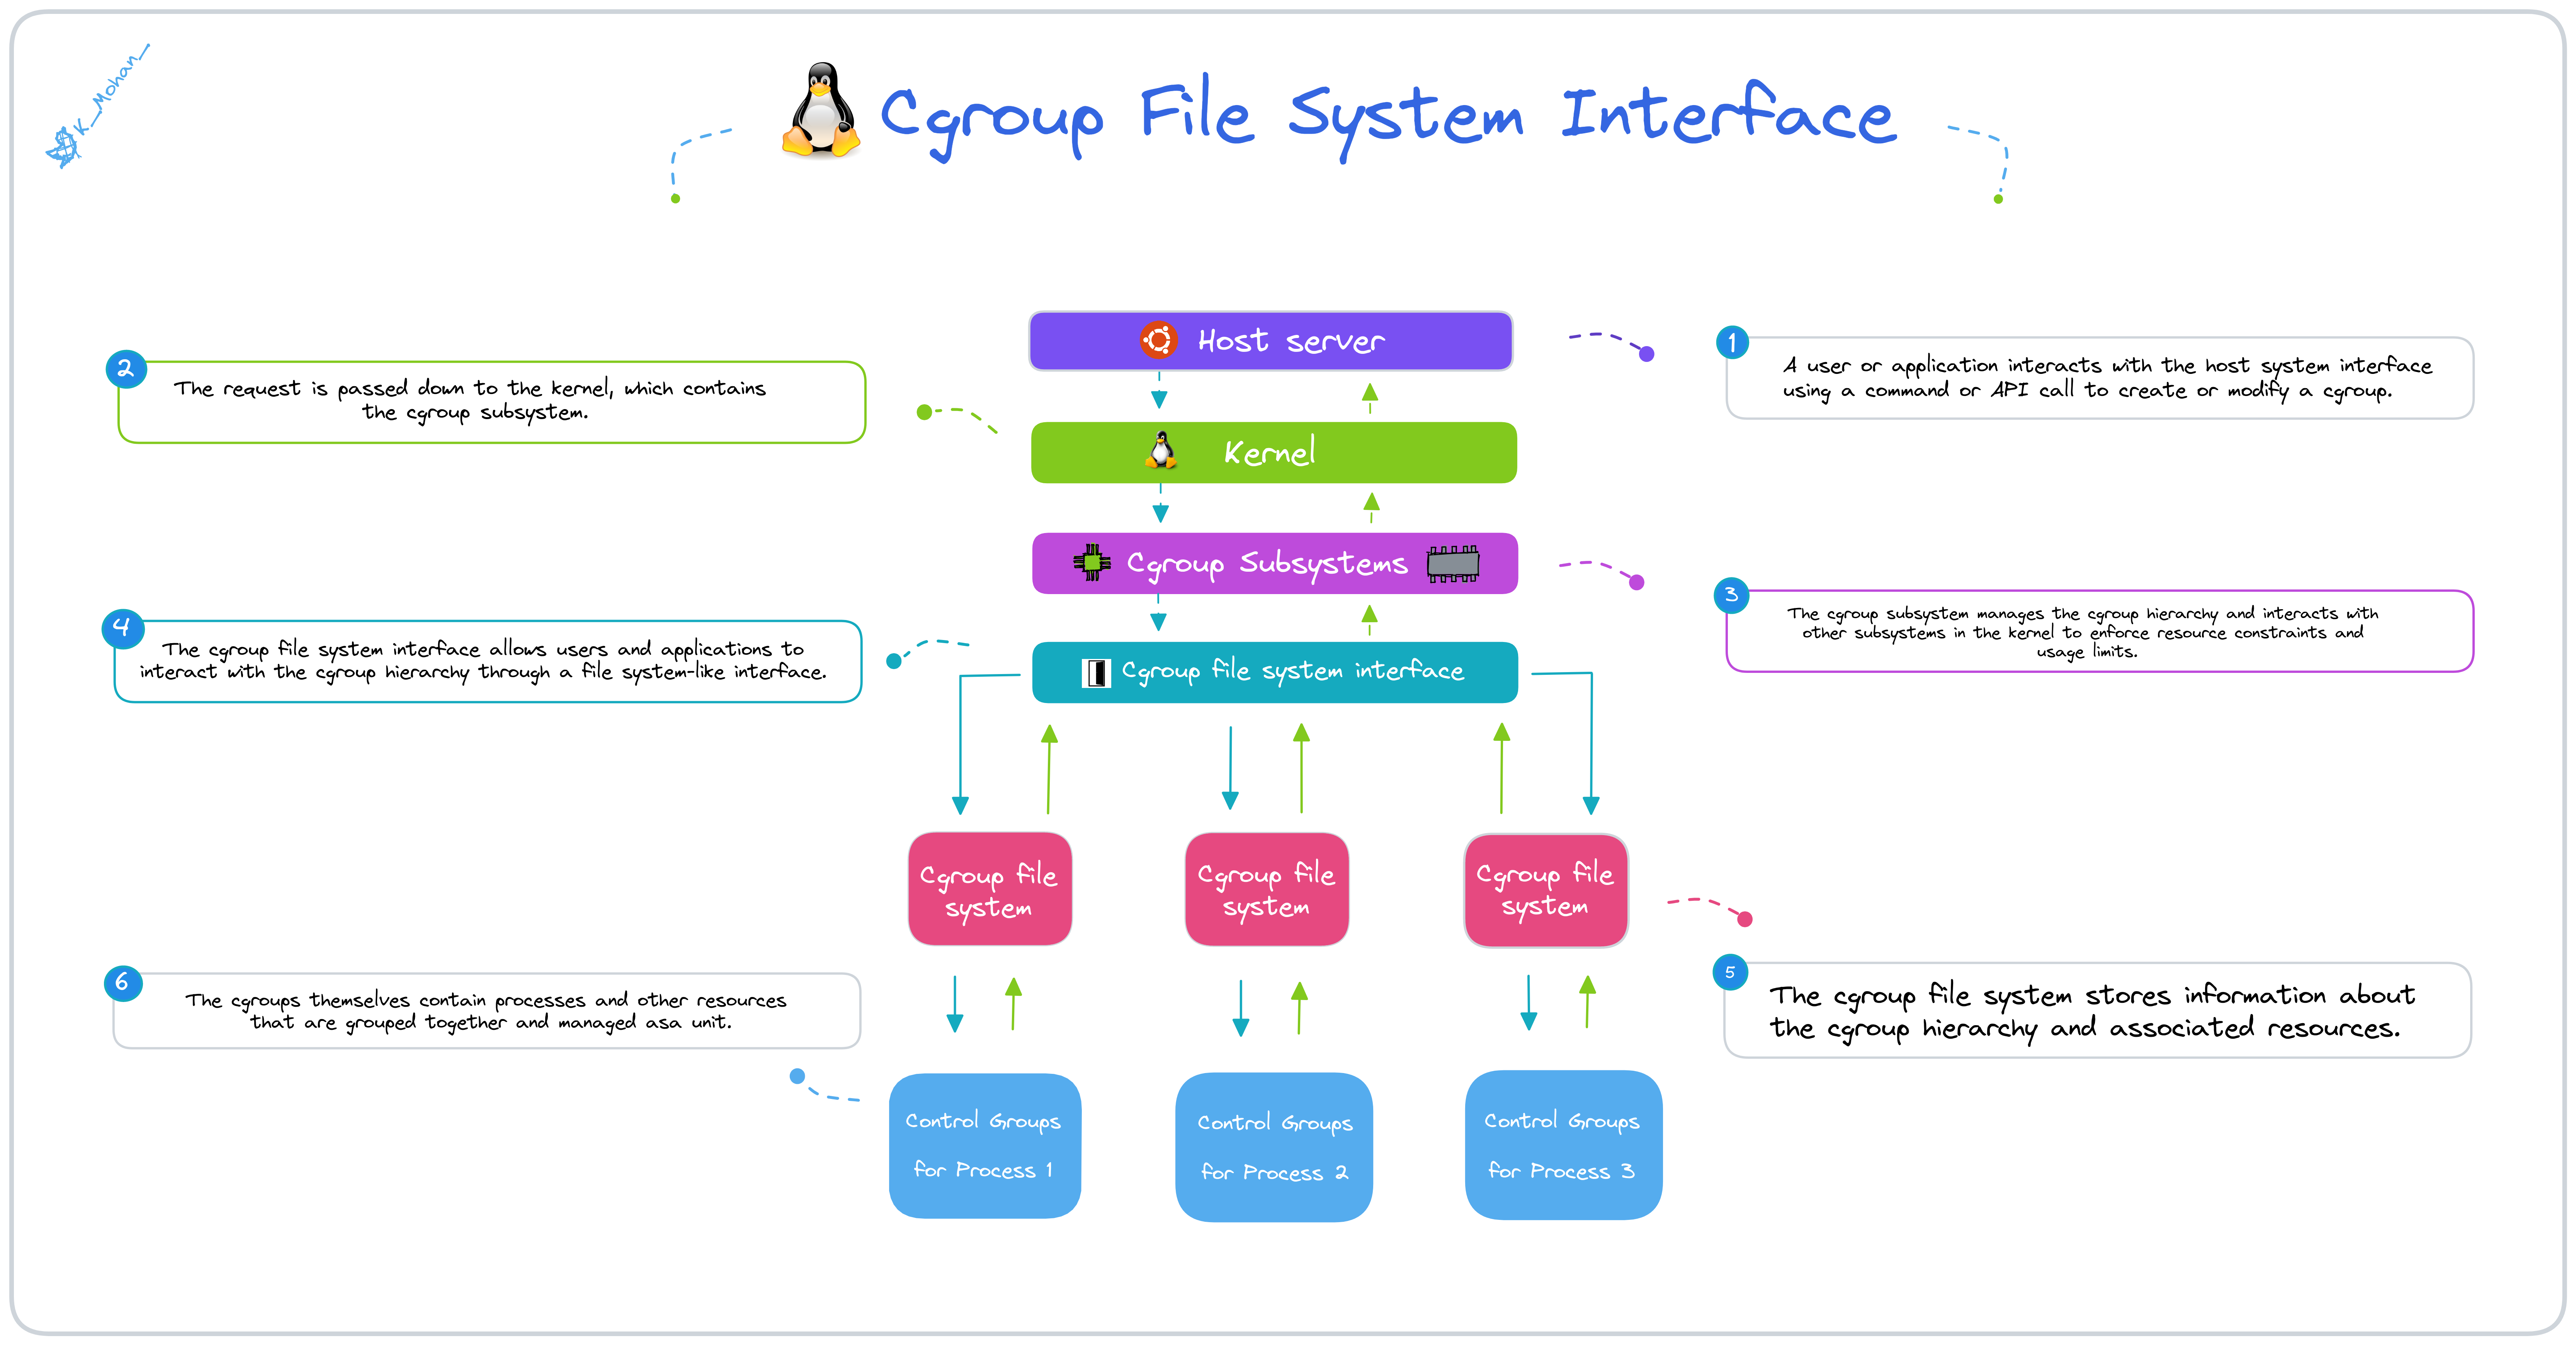 K__Mohan__
Cgroup File System Interface
Host server
1
A user or application interacts with the host system interface
using a command or API call to create or modify a cgroup.
2
The request is passed down to the kernel, which contains
the cgroup subsystem.
Kernel
Cgroup Subsystems
3
The cgroup subsystem manages the cgroup hierarchy and interacts with
other subsystems in the kernel to enforce resource constraints and
usage limits.
4
The cgroup file system interface allows users and applications to
interact with the cgroup hierarchy through a file system-like interface.
Cgroup file system interface
Cgroup file
system
Cgroup file
system
Cgroup file
system
5
The cgroup file system stores information about
the cgroup hierarchy and associated resources.
6
The cgroups themselves contain processes and other resources
that are grouped together and managed asa unit.
Control Groups
for Process 1
Control Groups
for Process 2
Control Groups
for Process 3